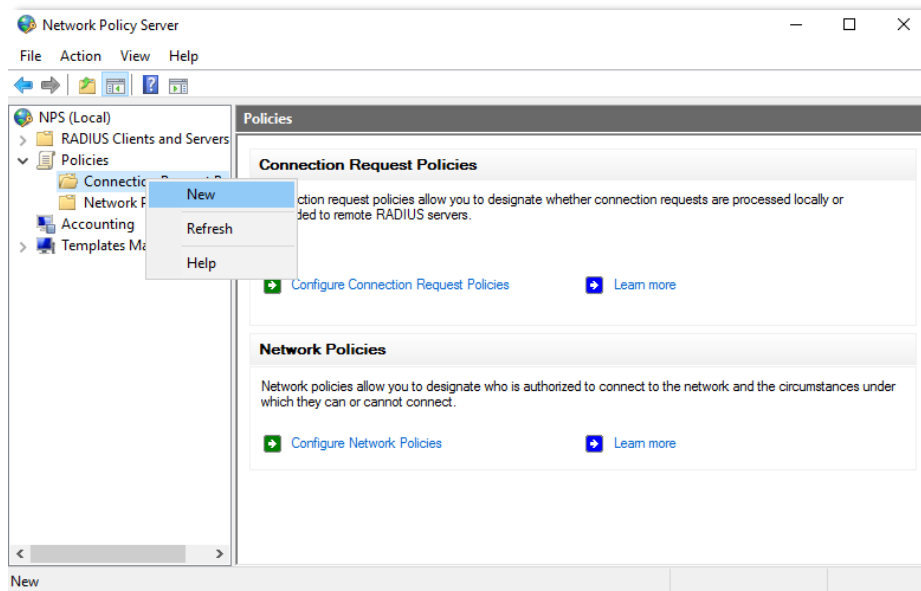 Network Policy Server
File Action View Help
NPS (Local)
RADIUS Clients and Servers
Policies
Connectio
Network P
Accounting
Templates Ma
New
Refresh
Help
Policies
Connection Request Policies
ction request policies allow you to designate whether connection requests are processed locally or
ded to remote RADIUS servers.
Configure Connection Request Policies Learn more
Network Policies
Network policies allow you to designate who is authorized to connect to the network and the circumstances under
which they can or cannot connect.
Configure Network Policies Learn more
New